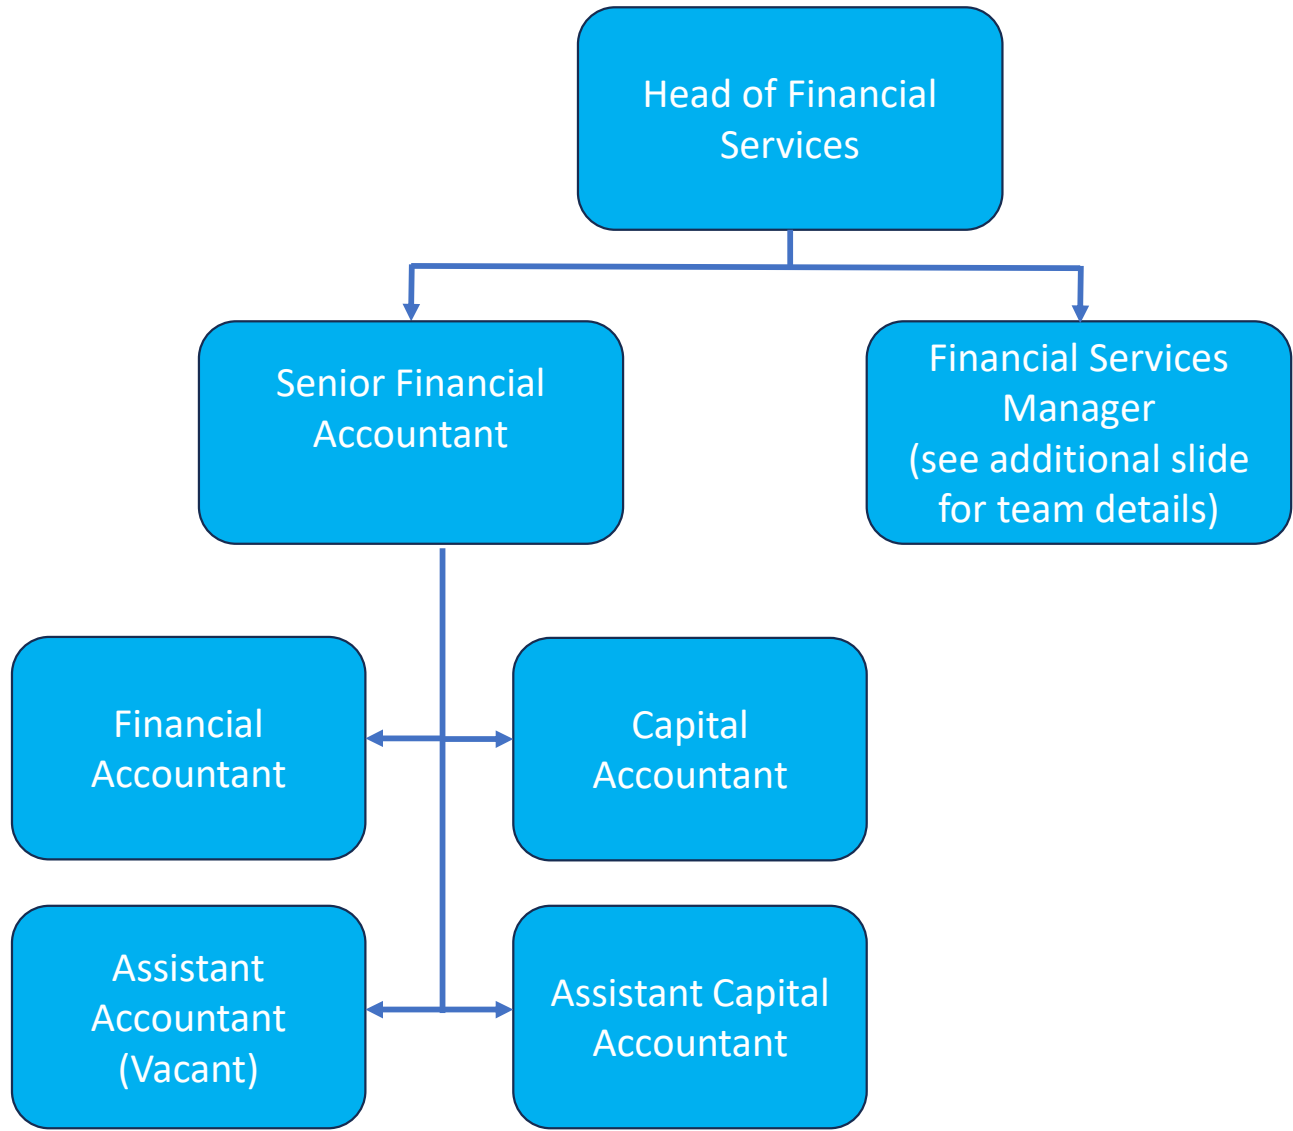 Head of Financial
Services
Senior Financial
Accountant
Financial Services
Manager
(see additional slide
for team details)
Financial
Accountant
Capital
Accountant
Assistant
Accountant
(Vacant)
Assistant Capital
Accountant